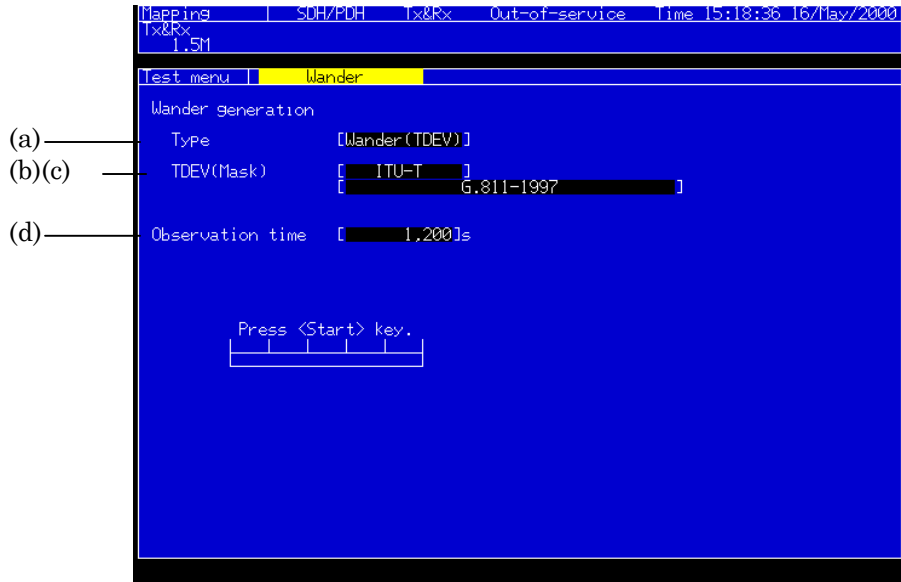 Mapping | SDH/PDH Tx&Rx Out-of-service Time 15:18:36 16/May/2000
Tx&Rx
1.5M
Test menu | Wander
Wander generation
(a) Type [Wander(TDEV)]
(b)(c) TDEV(Mask) [ ITU-T ]
[ G.811-1997 ]
(d) Observation time [ 1,200]s
Press <Start> key.